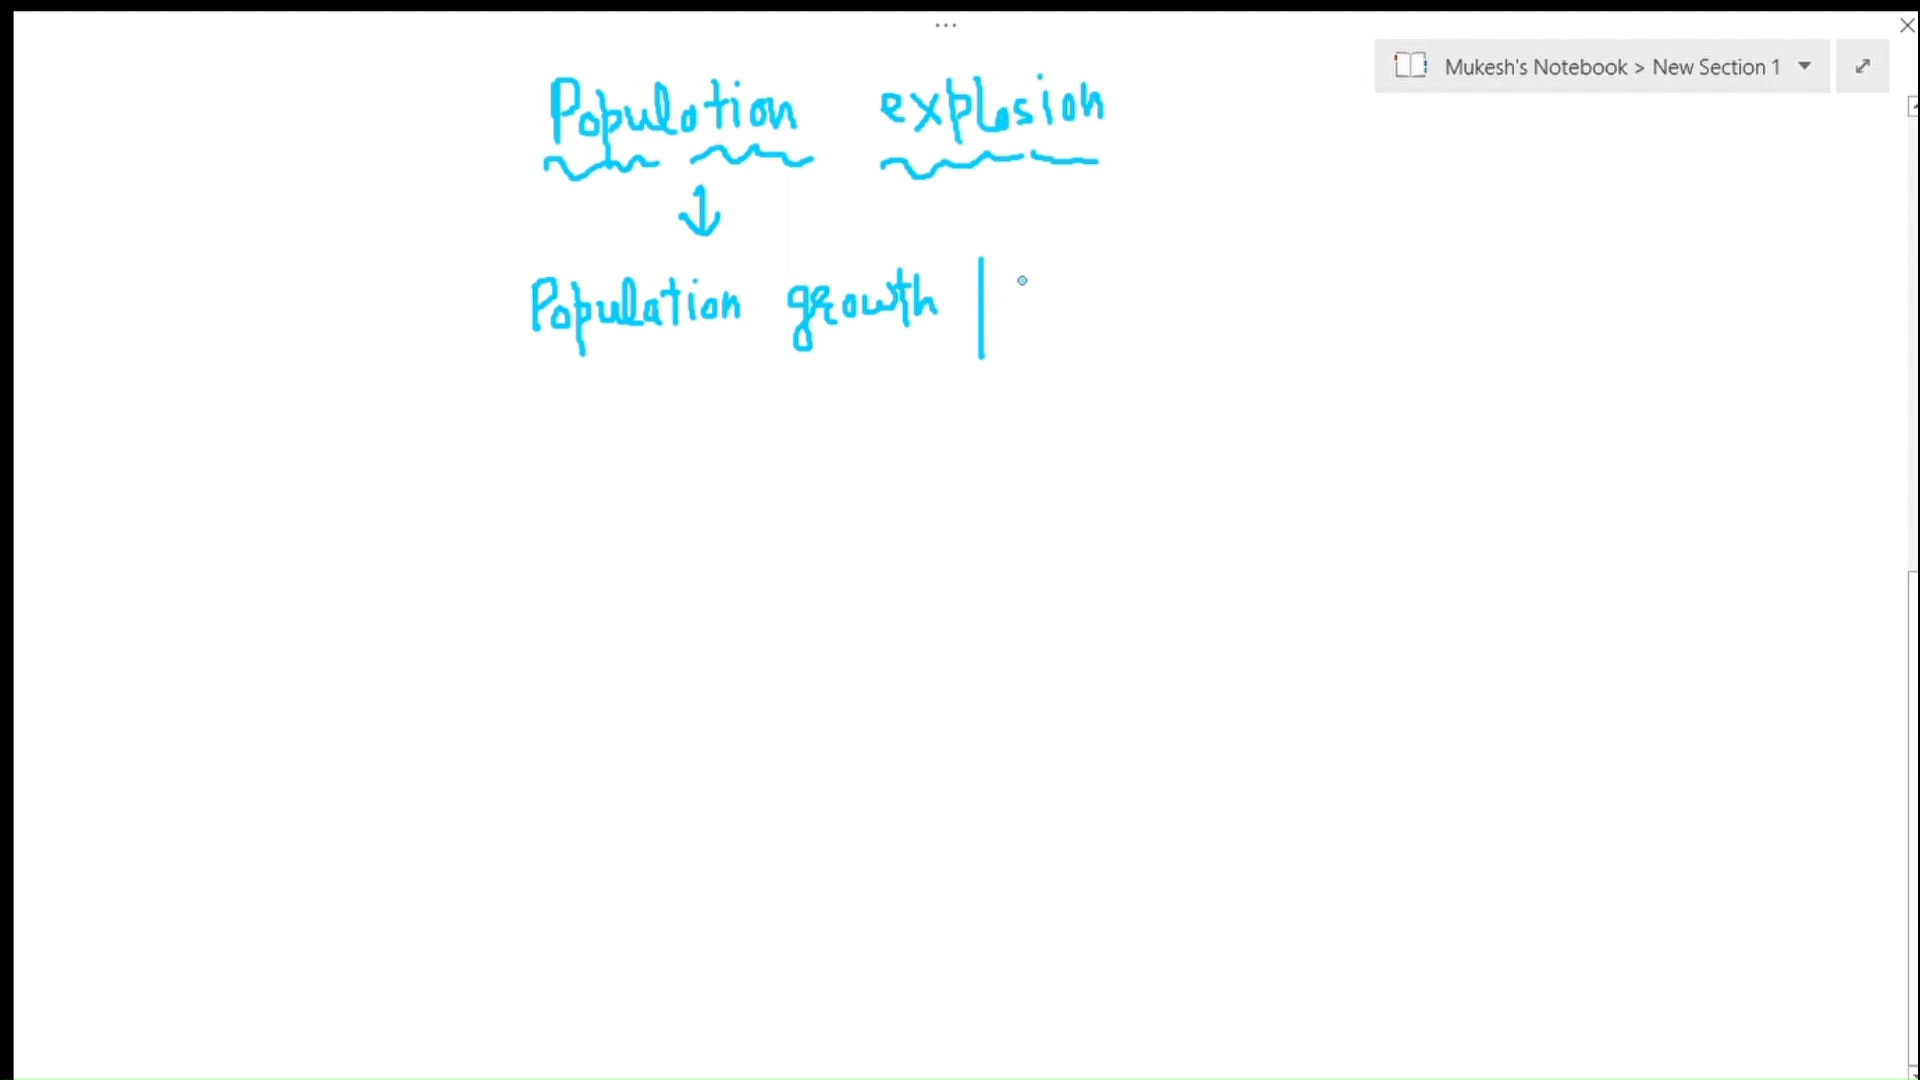 ...
Mukesh's Notebook > New Section 1
Population explosion
↓
Population growth |